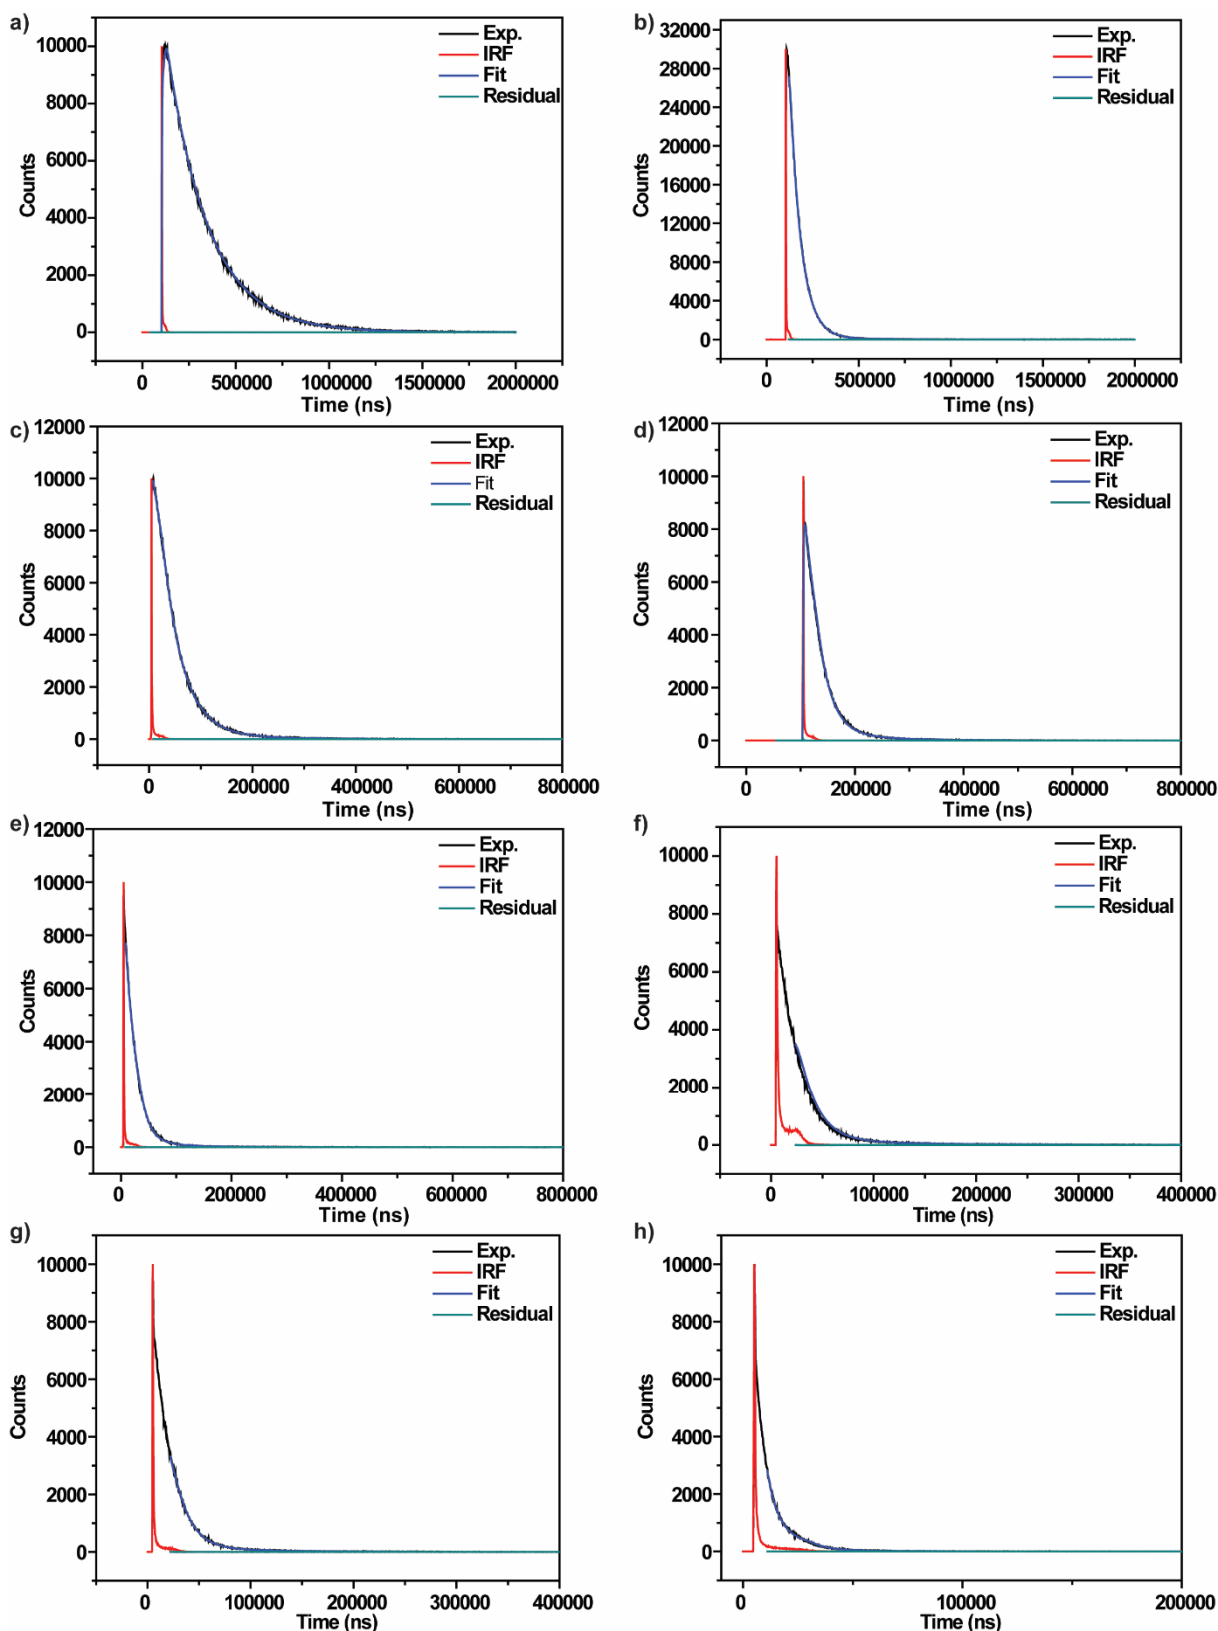 a)
Exp.
IRF
Fit
Residual
10000
8000
6000
4000
2000
0
Counts
0 500000 1000000 1500000 2000000
Time (ns)
b)
Exp.
IRF
Fit
Residual
32000
28000
24000
20000
16000
12000
8000
4000
0
Counts
0 500000 1000000 1500000 2000000
Time (ns)
c)
Exp.
IRF
Fit
Residual
12000
10000
8000
6000
4000
2000
0
Counts
0 200000 400000 600000 800000
Time (ns)
d)
Exp.
IRF
Fit
Residual
12000
10000
8000
6000
4000
2000
0
Counts
0 200000 400000 600000 800000
Time (ns)
e)
Exp.
IRF
Fit
Residual
12000
10000
8000
6000
4000
2000
0
Counts
0 200000 400000 600000 800000
Time (ns)
f)
Exp.
IRF
Fit
Residual
10000
8000
6000
4000
2000
0
Counts
0 100000 200000 300000 400000
Time (ns)
g)
Exp.
IRF
Fit
Residual
10000
8000
6000
4000
2000
0
Counts
0 100000 200000 300000 400000
Time (ns)
h)
Exp.
IRF
Fit
Residual
10000
8000
6000
4000
2000
0
Counts
0 100000 200000
Time (ns)